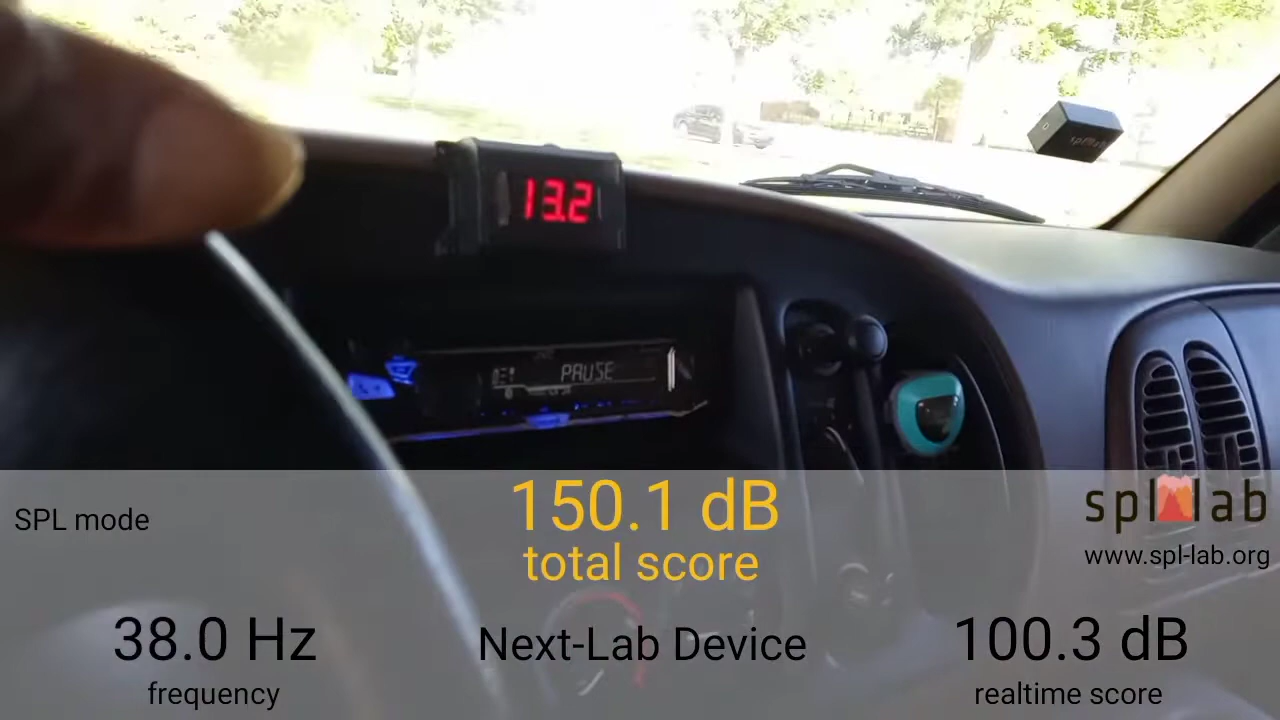 13.2
PAUSE
SPL mode
150.1 dB
total score
spl lab
www.spl-lab.org
38.0 Hz
frequency
Next-Lab Device
100.3 dB
realtime score